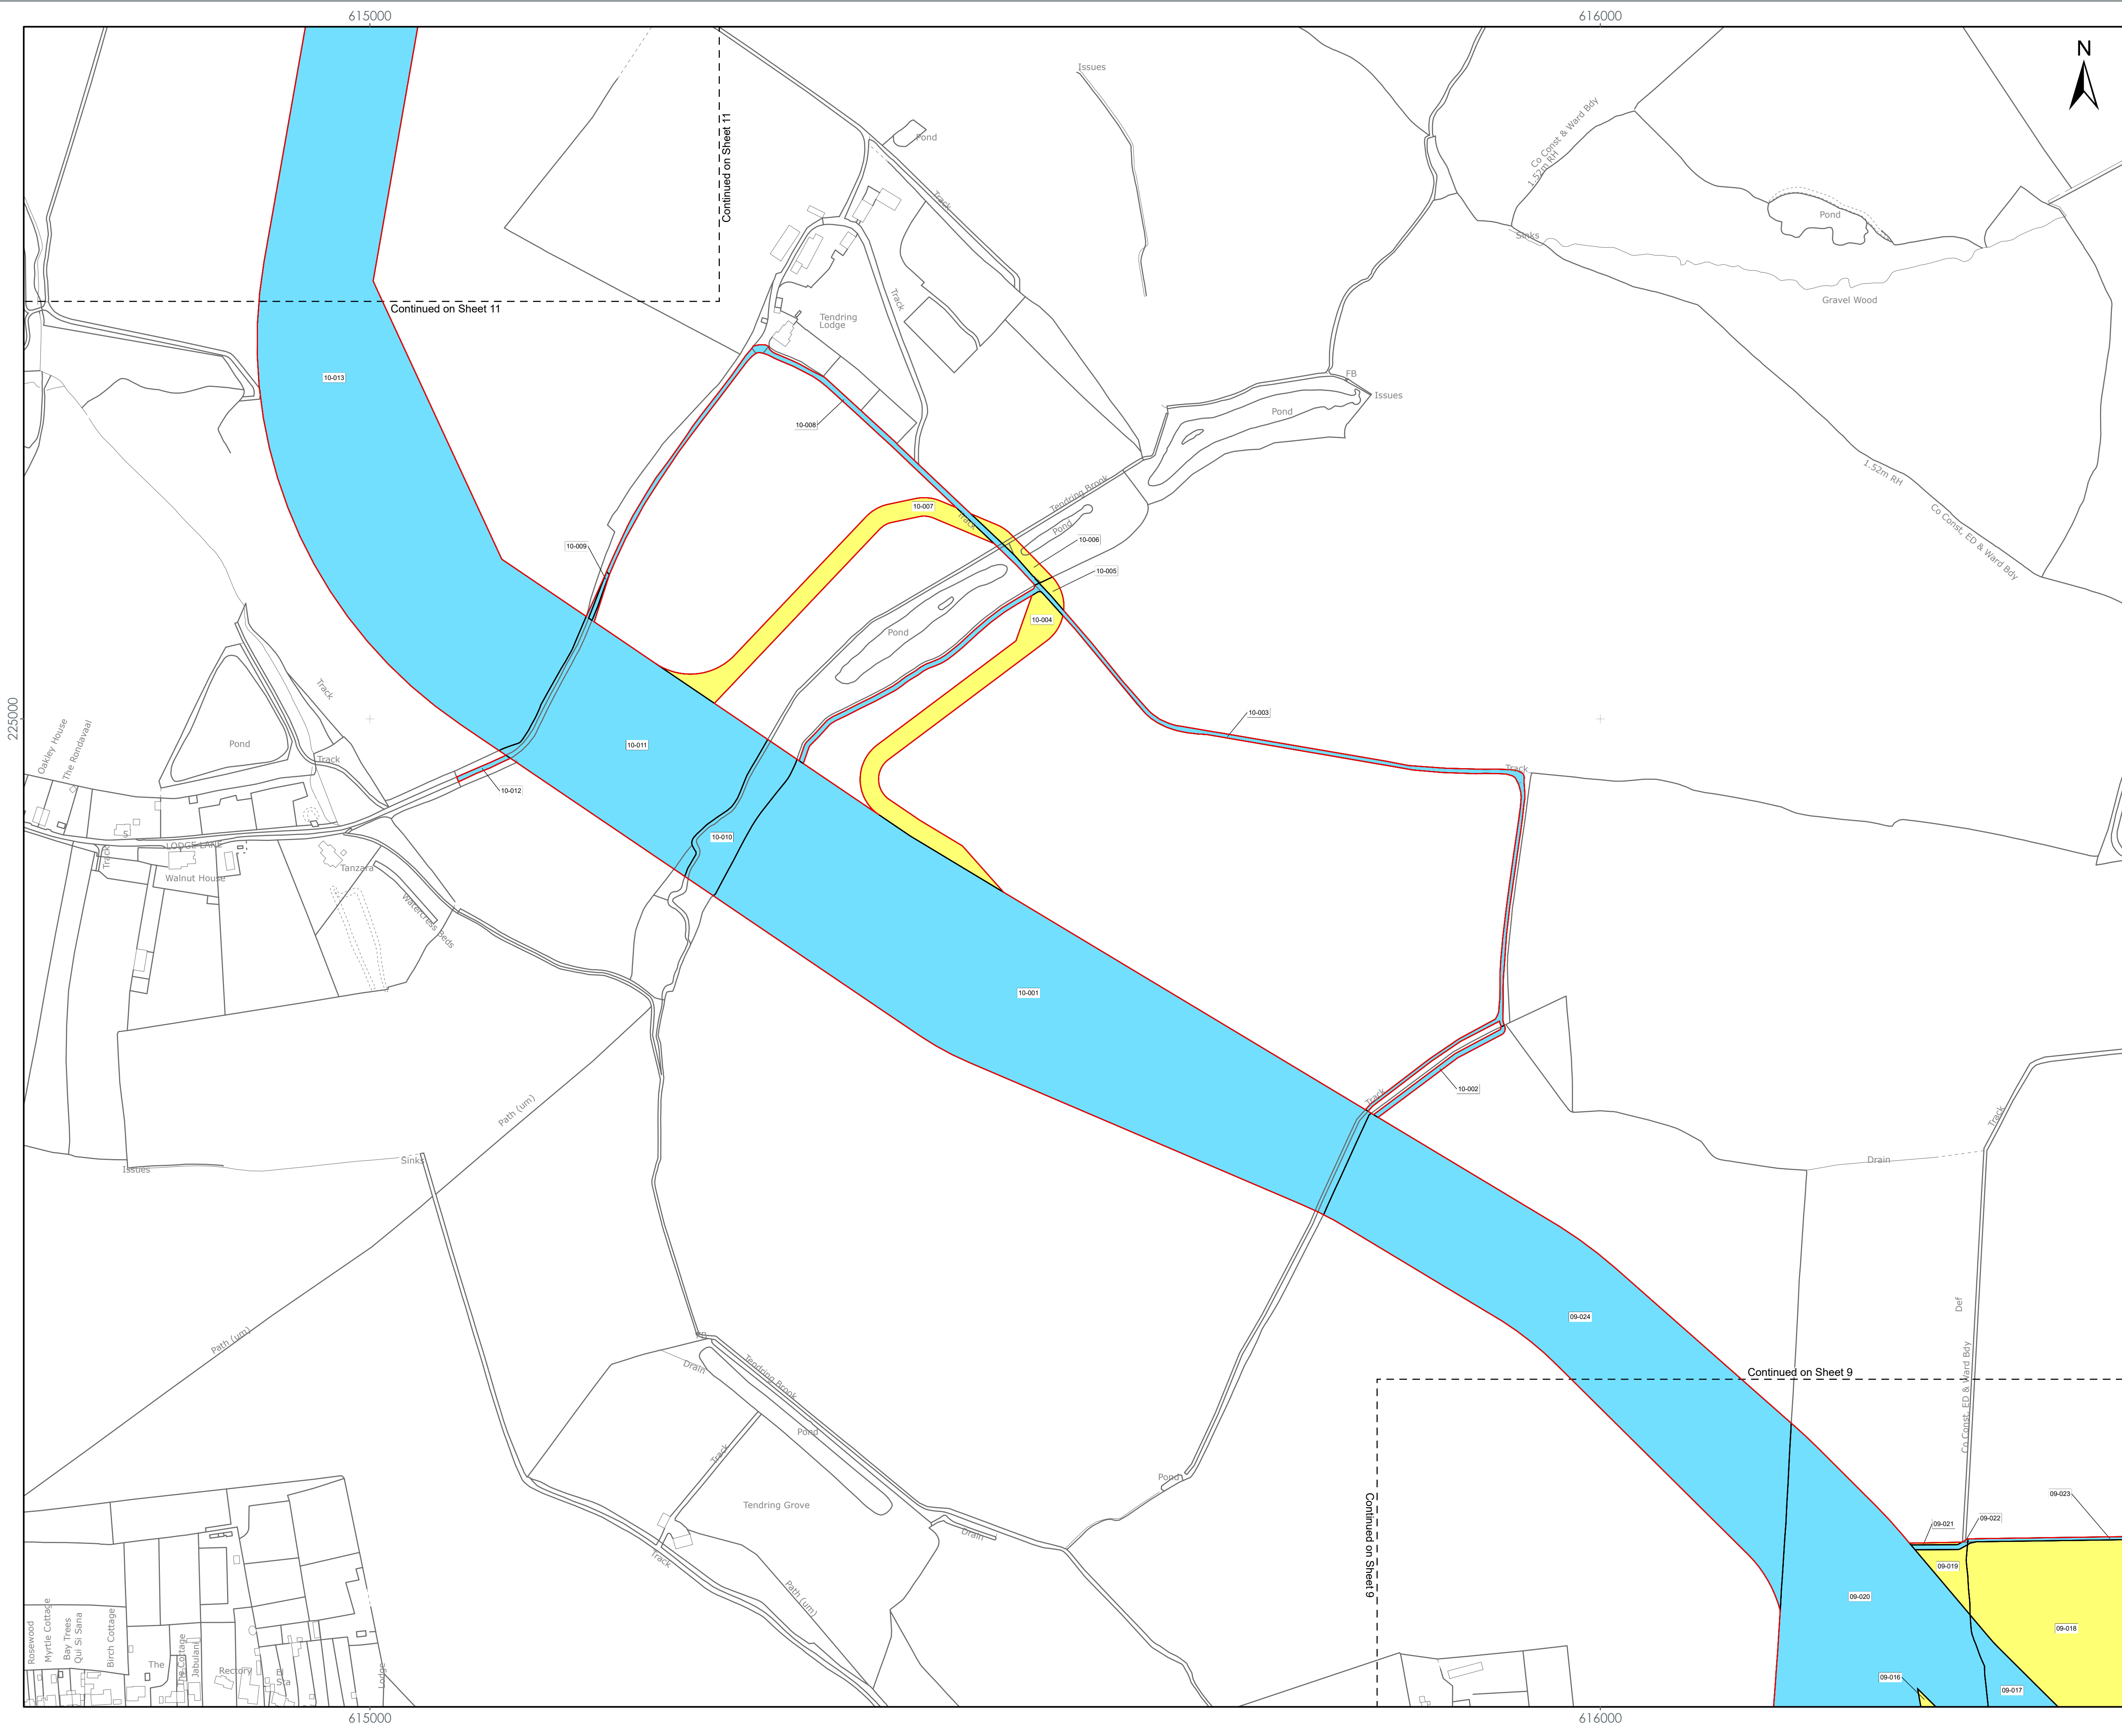 615000
616000
N
Issues
Continued on Sheet 11
Pond
Co Const & Ward Bdy
1.52m RH
Track
Pond
Sinks
Gravel Wood
Continued on Sheet 11
Track
Tendring
Lodge
10-013
FB
Issues
Pond
10-008
1.52m RH
Tendring Brook
10-007
Track
Pond
Co Const, ED & Ward Bdy
10-006
10-009
10-005
10-004
Pond
Track
225000
Oakley House
The Rondavaal
Pond
10-011
10-003
Track
Track
10-012
5
10-010
LODGE LANE
Track
Walnut House
Tanzara
Watercress Beds
10-001
10-002
Track
Path (um)
Track
Issues
Sinks
Drain
Def
Co Const, ED & Ward Bdy
09-024
Path (um)
FB
Drain
Tendring Brook
Continued on Sheet 9
Pond
Track
Pond
Tendring Grove
Continued on Sheet 9
09-023
09-022
09-021
Drain
Track
09-019
Path (um)
09-020
09-018
Rosewood
Myrtle Cottage
Bay Trees
Qui Si Sana
Birch Cottage
The
The Cottage
Jabulani
Rectory
El
Sta
Lodge
09-016
09-017
615000
616000